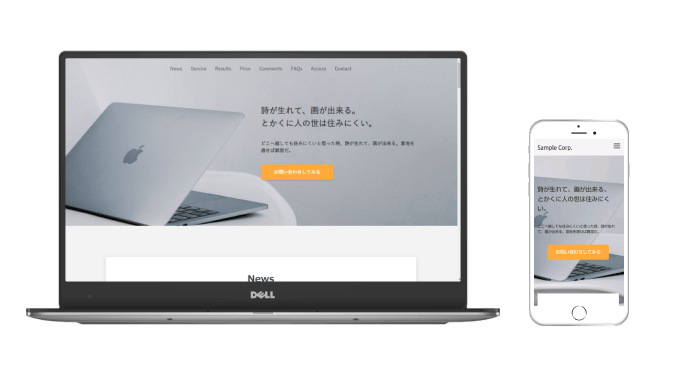 News Service Results Price Comments FAQs Access Contact
詩が生れて、画が出来る。
とかくに人の世は住みにくい。
どこへ越しても住みにくいと悟った時、詩が生れて、画が出来る。意地を
通せば窮屈だ。
お問い合わせしてみる
News
DELL
Sample Corp.
詩が生れて、画が出来る。
とかくに人の世は住みにく
い。
どこへ越しても住みにくいと悟った時、詩が生れ
て、画が出来る。意地を通せば窮屈だ。
お問い合わせしてみる